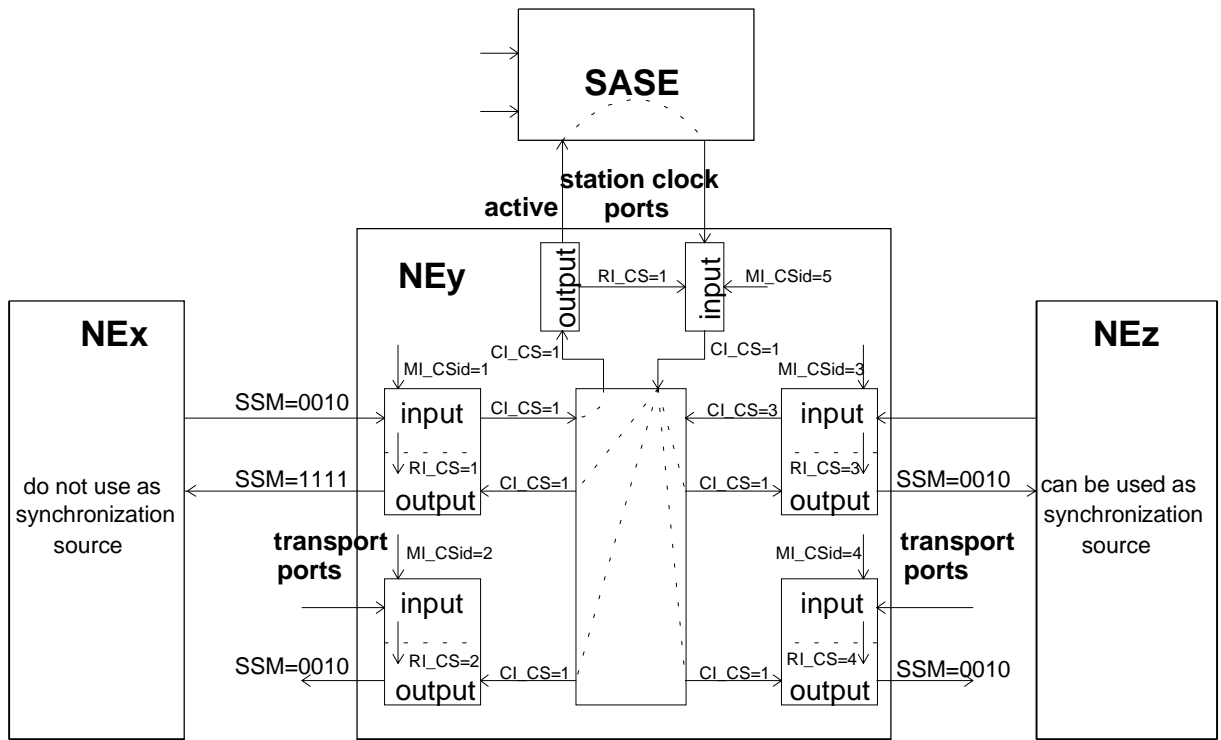 SASE
station clock
active
ports
NEy
output
RI_CS=1
input
MI_CSid=5
NEx
NEz
CI_CS=1
CI_CS=1
MI_CSid=1
MI_CSid=3
SSM=0010
input
CI_CS=1
CI_CS=3
input
RI_CS=1
RI_CS=3
SSM=1111
output
CI_CS=1
CI_CS=1
output
SSM=0010
do not use as
synchronization
source
can be used as
synchronization
source
transport
ports
MI_CSid=2
MI_CSid=4
transport
ports
input
input
SSM=0010
RI_CS=2
output
CI_CS=1
CI_CS=1
RI_CS=4
output
SSM=0010